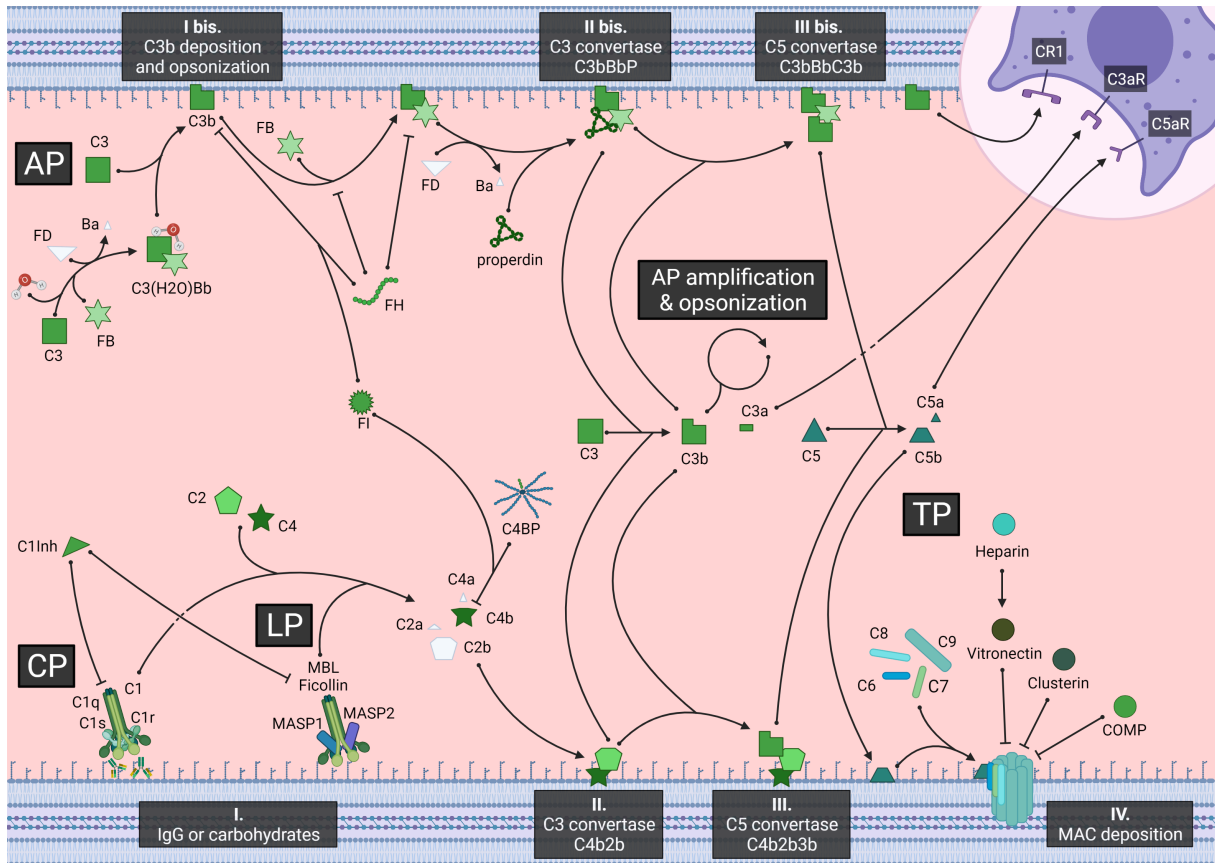 I bis.
C3b deposition
and opsonization
II bis.
C3 convertase
C3bBbP
III bis.
C5 convertase
C3bBbC3b
CR1
C3aR
C5aR
C3b
FB
C3
AP
FD
Ba
properdin
FD
Ba
H
O
H
C3(H2O)Bb
H
O
H
C3
FB
FH
AP amplification
& opsonization
FI
C3
C3b
C3a
C5
C5a
C5b
C2
C4
C4BP
TP
Heparin
C1Inh
C4a
C4b
C2a
C2b
LP
CP
MBL
Ficollin
C1
C1q
C1s
C1r
MASP1
MASP2
C8
C9
C6
C7
Vitronectin
Clusterin
COMP
I.
IgG or carbohydrates
II.
C3 convertase
C4b2b
III.
C5 convertase
C4b2b3b
IV.
MAC deposition